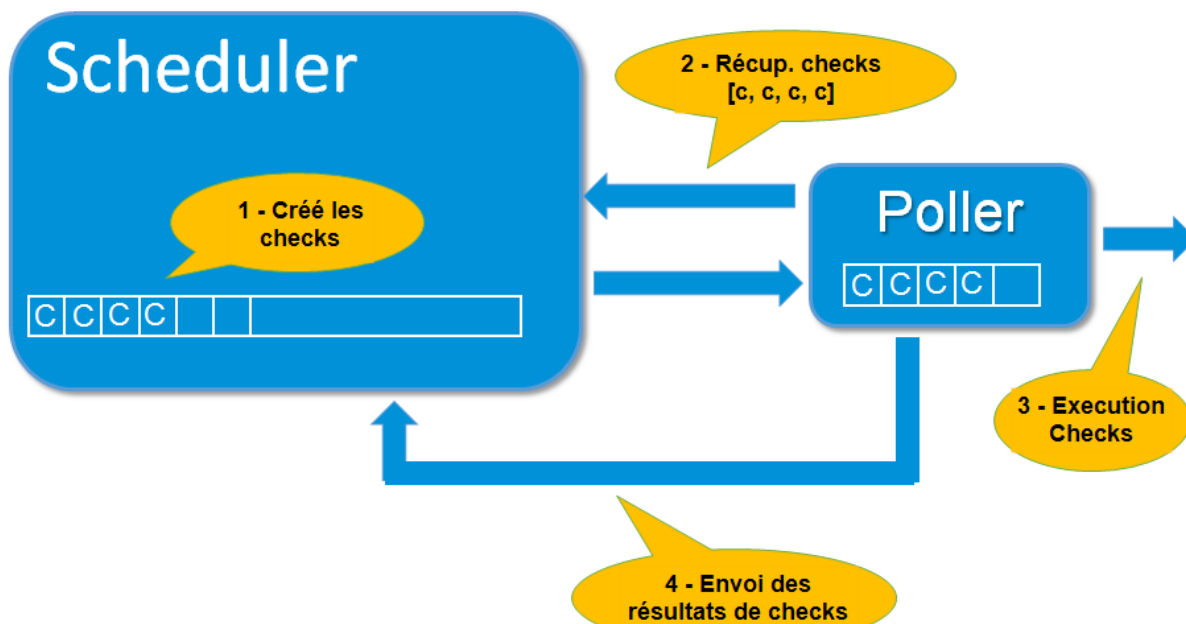 Scheduler
2 - Récup. checks
[c, c, c, c]
1 - Créé les
checks
C C C C
Poller
C C C C
3 - Execution
Checks
4 - Envoi des
résultats de checks